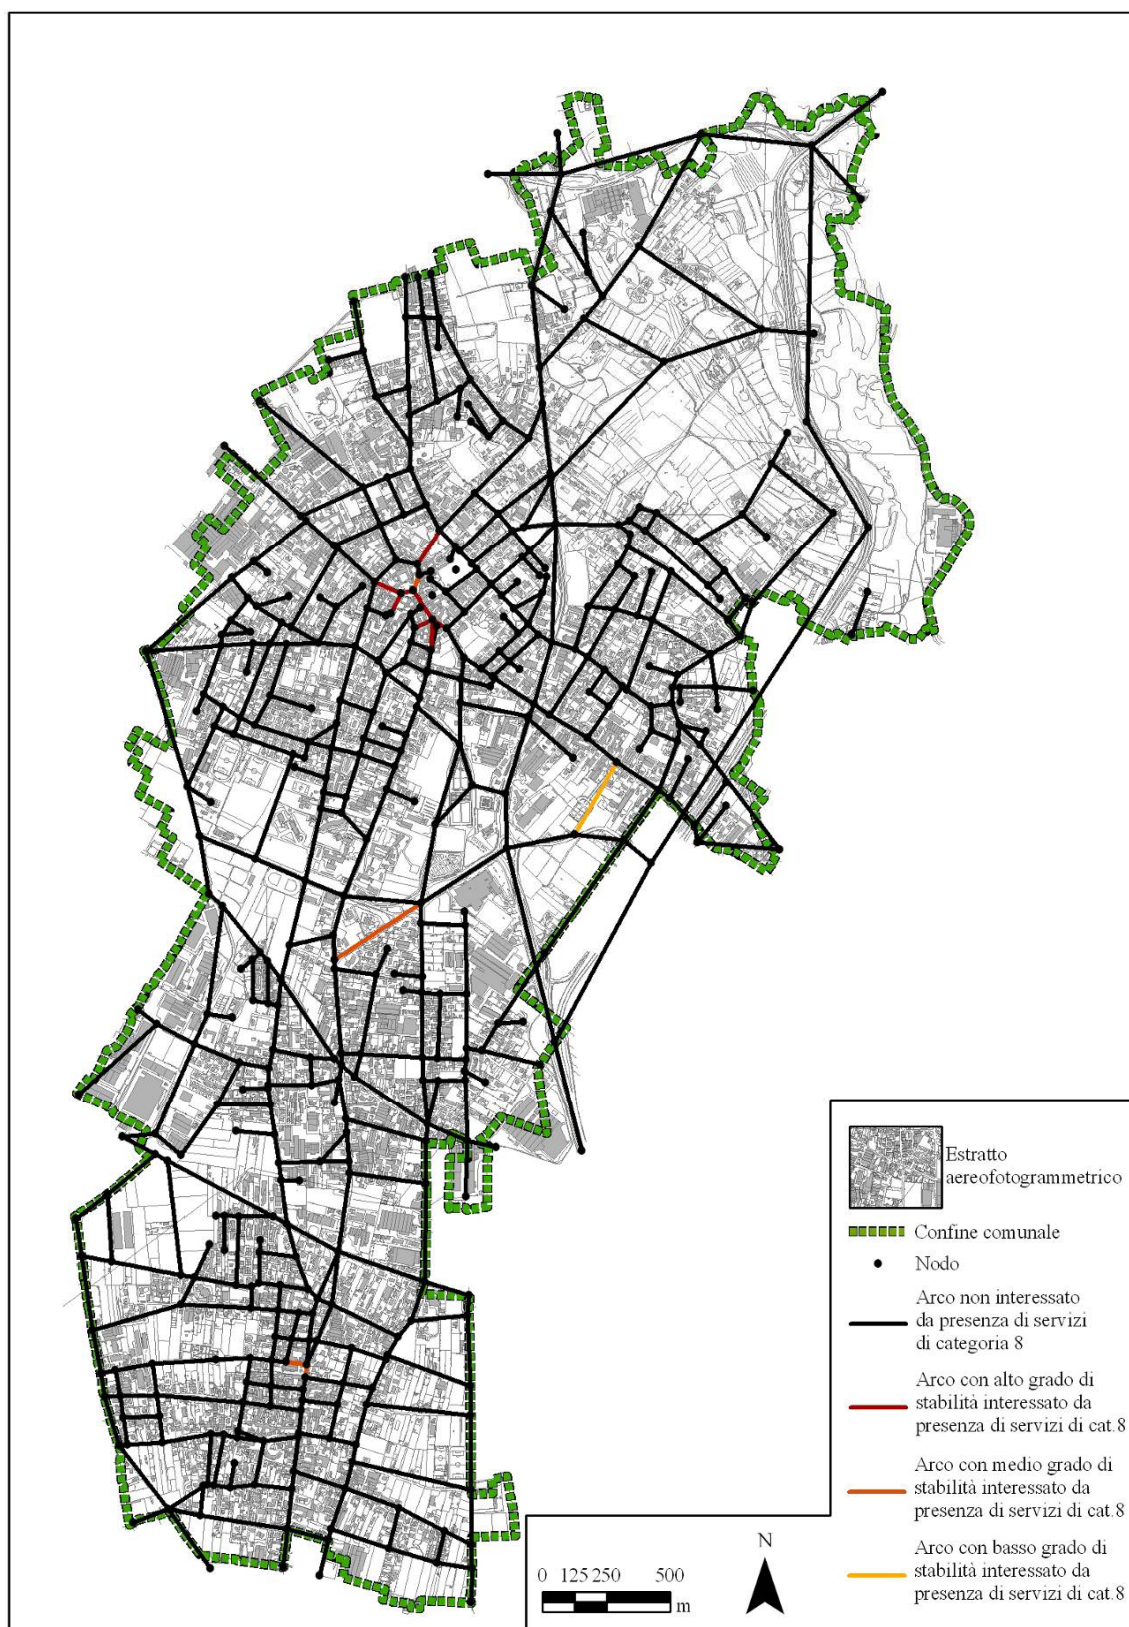 Estratto
aereofotogrammetrico
Confine comunale
Nodo
Arco non interessato
da presenza di servizi
di categoria 8
Arco con alto grado di
stabilità interessato da
presenza di servizi di cat.8
Arco con medio grado di
stabilità interessato da
presenza di servizi di cat.8
Arco con basso grado di
stabilità interessato da
presenza di servizi di cat.8
N
0 125 250 500
m